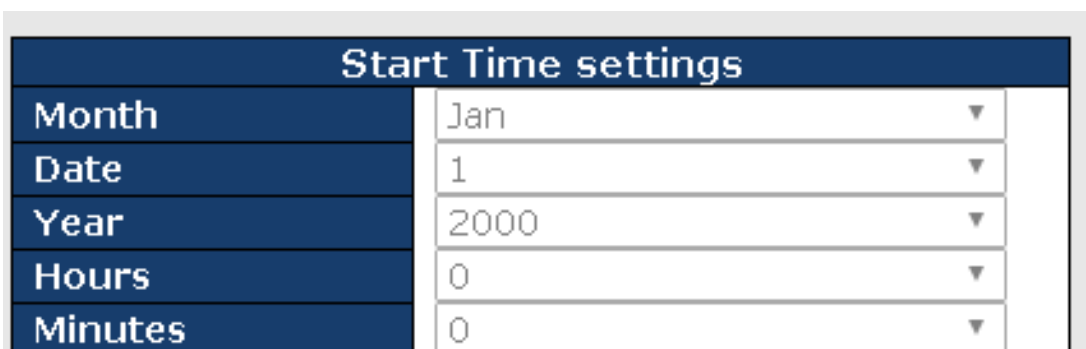 Start Time settings
Month Jan
Date 1
Year 2000
Hours 0
Minutes 0